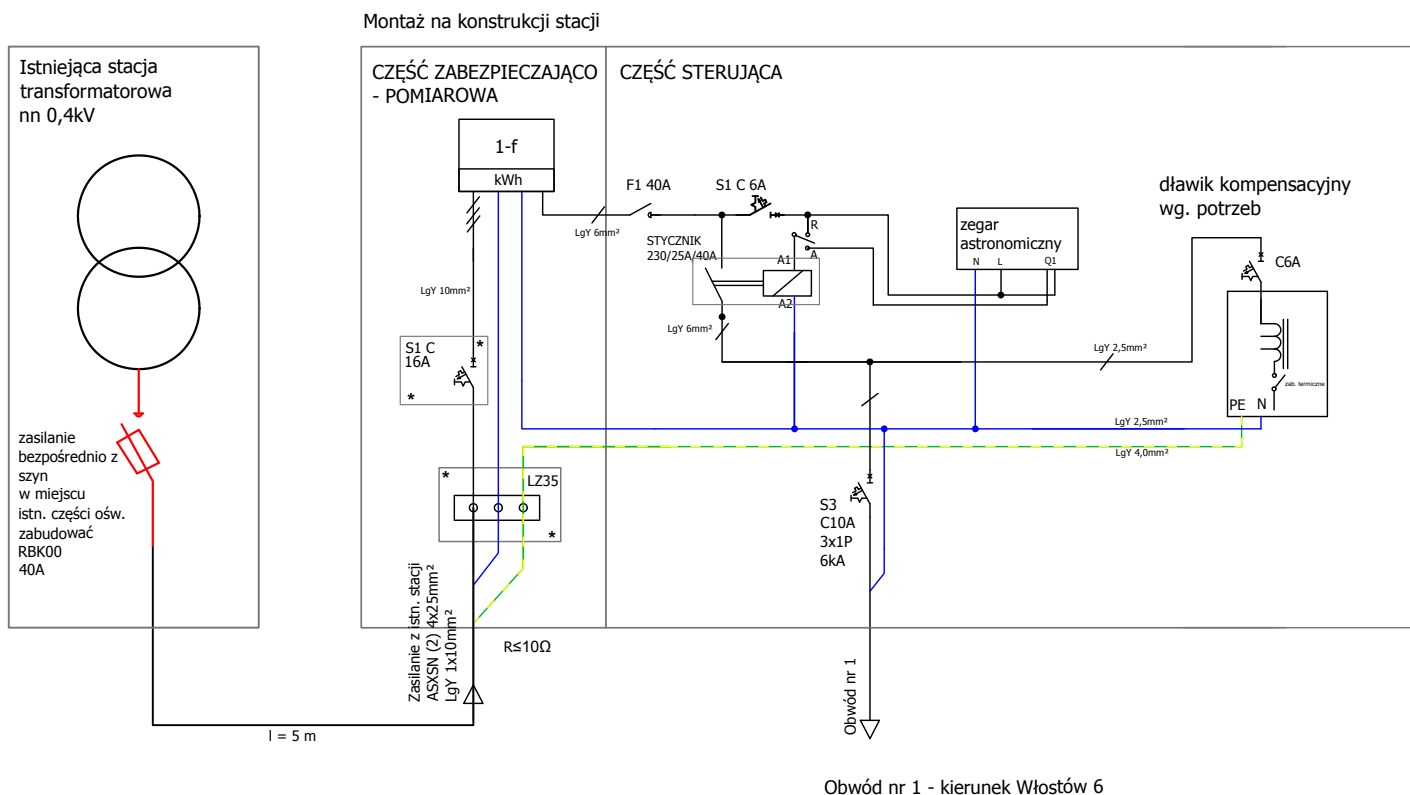 Montaż na konstrukcji stacji
Istniejąca stacja
transformatorowa
nn 0,4kV
CZĘŚĆ ZABEZPIECZAJĄCO
- POMIAROWA
CZĘŚĆ STERUJĄCA
1-f
kWh
LgY 10mm²
S1 C
16A
*
*
*
LZ35
*
zasilanie
bezpośrednio z
szyn
w miejscu
istn. części ośw.
zabudować
RBK00
40A
l = 5 m
Zasilanie z istn. stacji
ASXSN (2) 4x25mm²
LgY 1x10mm²
R≤10Ω
LgY 6mm²
F1 40A
S1 C 6A
STYCZNIK
230/25A/40A
R
A
A1
A2
LgY 6mm²
zegar
astronomiczny
N L Q1
dławik kompensacyjny
wg. potrzeb
C6A
LgY 2,5mm²
zab. termiczne
PE N
LgY 2,5mm²
LgY 4,0mm²
S3
C10A
3x1P
6kA
Obwód nr 1
Obwód nr 1 - kierunek Włostów 6